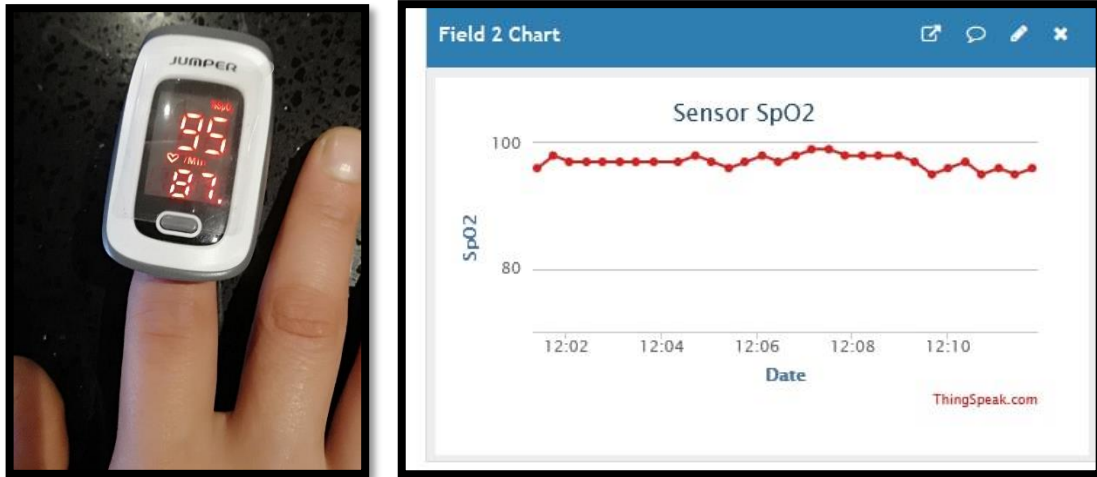 JUMPER
%SpO2
95
/Min
87.
Field 2 Chart
Sensor SpO2
100
SpO2
80
12:02 12:04 12:06 12:08 12:10
Date
ThingSpeak.com